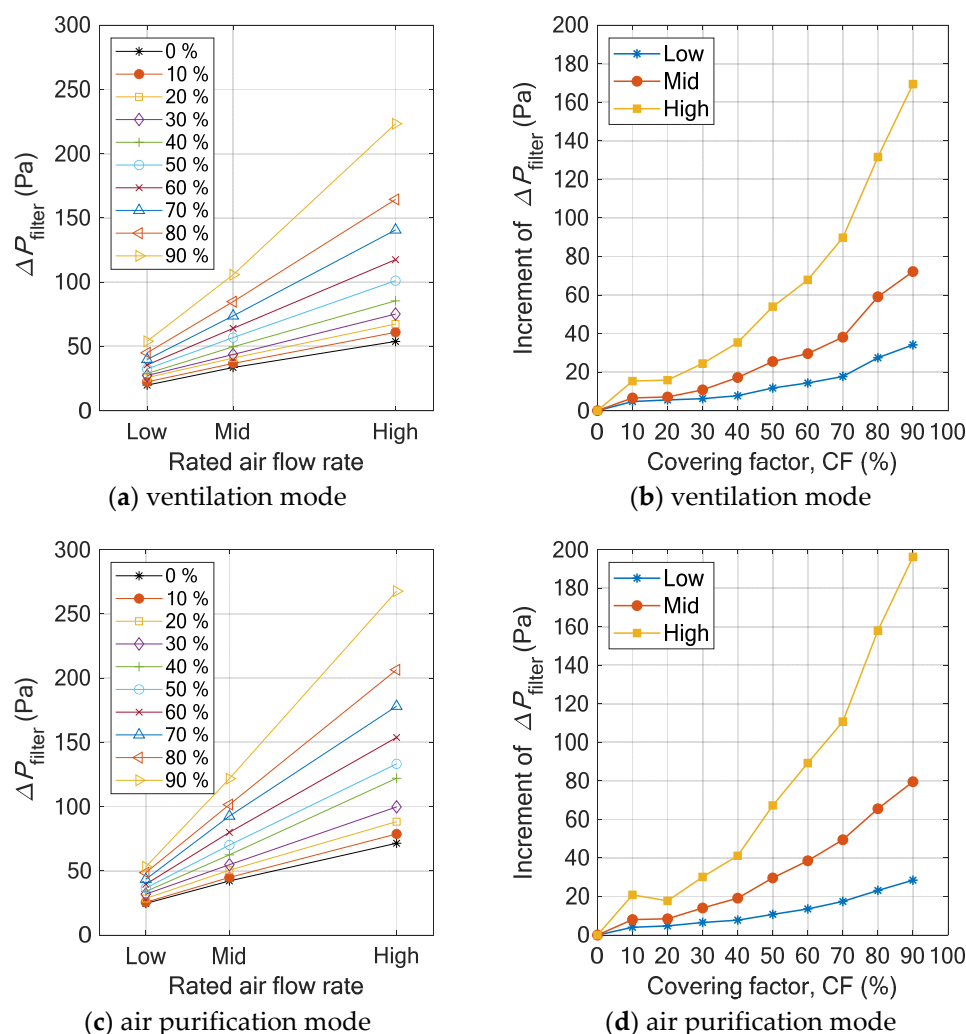 300
250
200
150
100
50
0
ΔP_filter (Pa)
0 %
10 %
20 %
30 %
40 %
50 %
60 %
70 %
80 %
90 %
Low Mid High
Rated air flow rate
(a) ventilation mode
200
180
160
140
120
100
80
60
40
20
0
Increment of ΔP_filter (Pa)
Low
Mid
High
0 10 20 30 40 50 60 70 80 90 100
Covering factor, CF (%)
(b) ventilation mode
300
250
200
150
100
50
0
ΔP_filter (Pa)
0 %
10 %
20 %
30 %
40 %
50 %
60 %
70 %
80 %
90 %
Low Mid High
Rated air flow rate
(c) air purification mode
200
180
160
140
120
100
80
60
40
20
0
Increment of ΔP_filter (Pa)
Low
Mid
High
0 10 20 30 40 50 60 70 80 90 100
Covering factor, CF (%)
(d) air purification mode